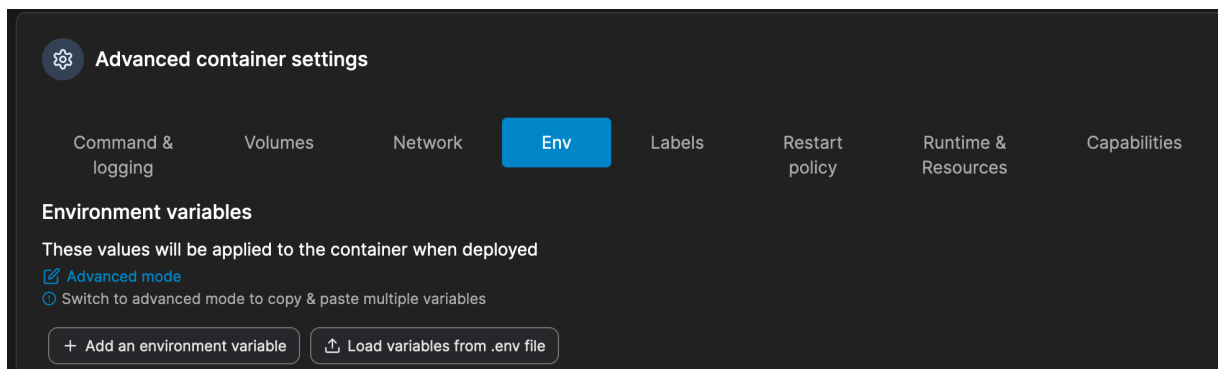 Advanced container settings
Command & logging
Volumes
Network
Env
Labels
Restart policy
Runtime & Resources
Capabilities
Environment variables
These values will be applied to the container when deployed
Advanced mode
Switch to advanced mode to copy & paste multiple variables
+ Add an environment variable
Load variables from .env file